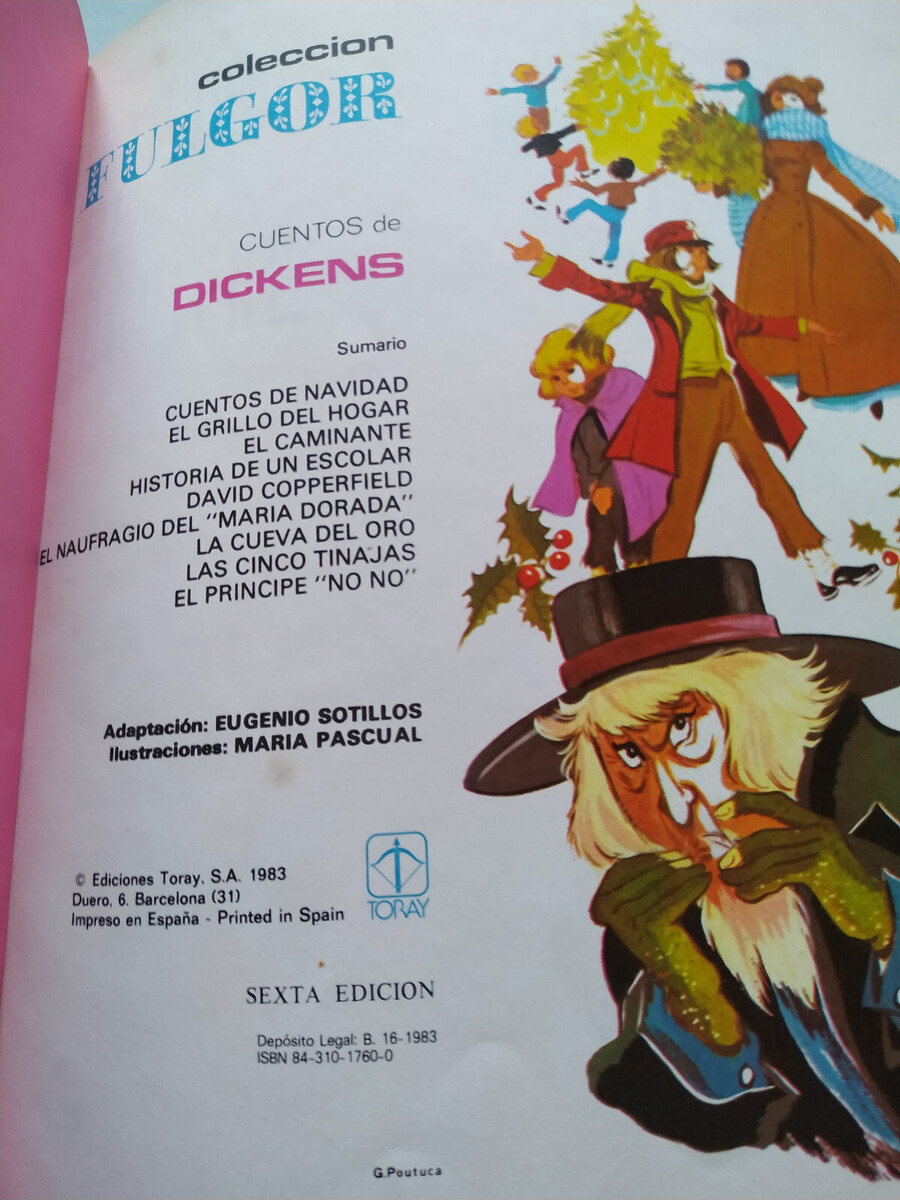 coleccion
FULGOR
CUENTOS de
DICKENS
Sumario
CUENTOS DE NAVIDAD
EL GRILLO DEL HOGAR
EL CAMINANTE
HISTORIA DE UN ESCOLAR
DAVID COPPERFIELD
EL NAUFRAGIO DEL "MARIA DORADA"
LA CUEVA DEL ORO
LAS CINCO TINAJAS
EL PRINCIPE "NO NO"
Adaptación: EUGENIO SOTILLOS
Ilustraciones: MARIA PASCUAL
© Ediciones Toray, S.A. 1983
Duero, 6. Barcelona (31)
Impreso en España - Printed in Spain
TORAY
SEXTA EDICION
Depósito Legal: B. 16-1983
ISBN 84-310-1760-0
G.Poutuca